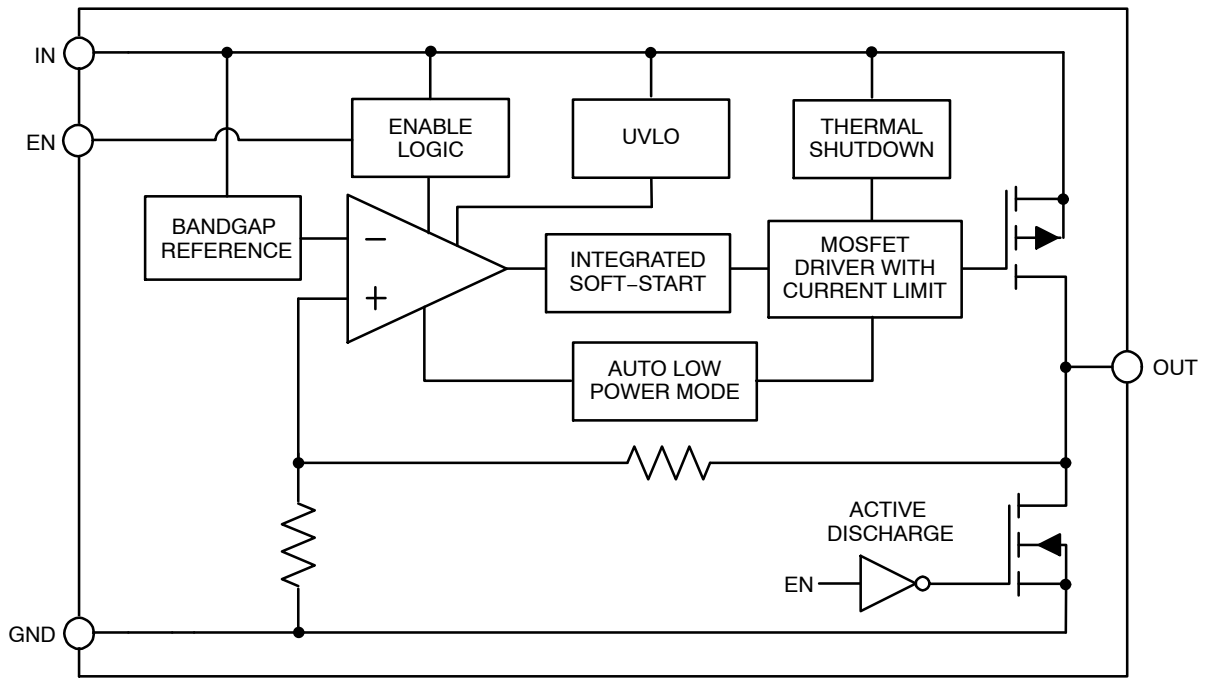 IN
EN
ENABLE
LOGIC
UVLO
THERMAL
SHUTDOWN
BANDGAP
REFERENCE
−
+
INTEGRATED
SOFT−START
MOSFET
DRIVER WITH
CURRENT LIMIT
AUTO LOW
POWER MODE
OUT
ACTIVE
DISCHARGE
EN
GND